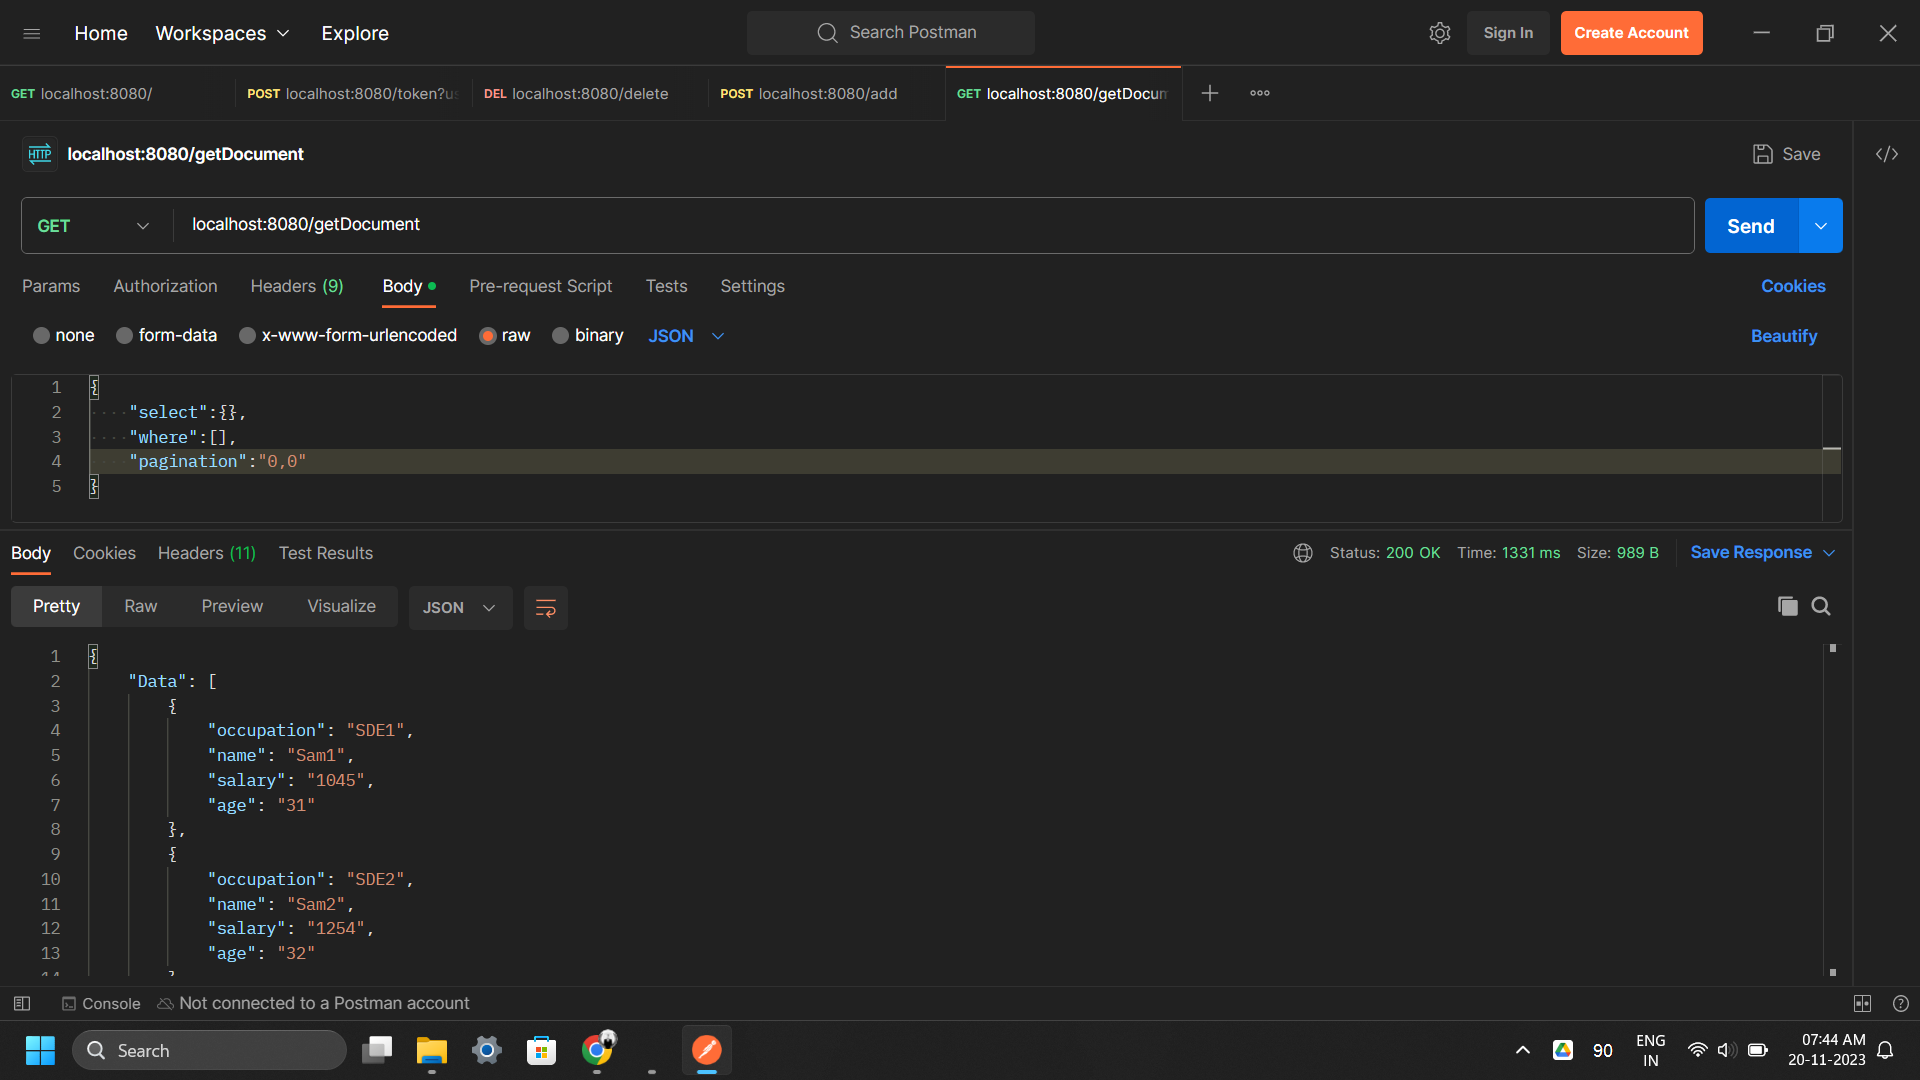 Home Workspaces Explore Search Postman Sign In Create Account
GET localhost:8080/ POST localhost:8080/token?us DEL localhost:8080/delete POST localhost:8080/add GET localhost:8080/getDocum
HTTP localhost:8080/getDocument Save </>
GET localhost:8080/getDocument Send
Params Authorization Headers (9) Body Pre-request Script Tests Settings Cookies
none form-data x-www-form-urlencoded raw binary JSON Beautify
1 {
2 "select":{},
3 "where":[],
4 "pagination":"0,0"
5 }
Body Cookies Headers (11) Test Results Status: 200 OK Time: 1331 ms Size: 989 B Save Response
Pretty Raw Preview Visualize JSON
1 {
2 "Data": [
3 {
4 "occupation": "SDE1",
5 "name": "Sam1",
6 "salary": "1045",
7 "age": "31"
8 },
9 {
10 "occupation": "SDE2",
11 "name": "Sam2",
12 "salary": "1254",
13 "age": "32"
Console Not connected to a Postman account
Search 90 ENG IN 07:44 AM
20-11-2023